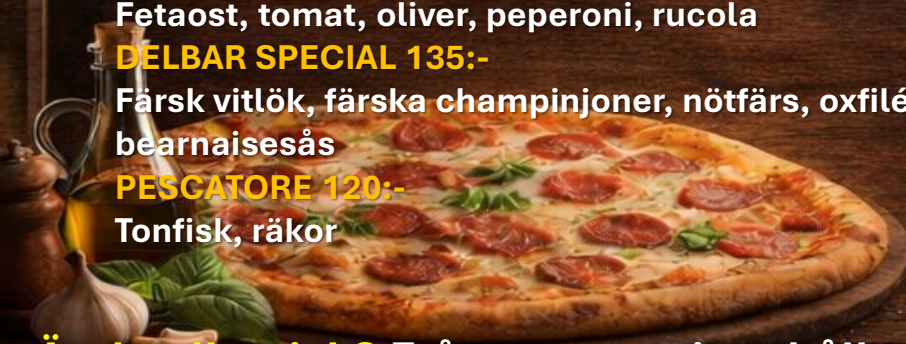 Fetaost, tomat, oliver, peperoni, rucola
DELBAR SPECIAL 135:-
Färsk vitlök, färska champinjoner, nötfärs, oxfilé
bearnaisesås
PESCATORE 120:-
Tonfisk, räkor